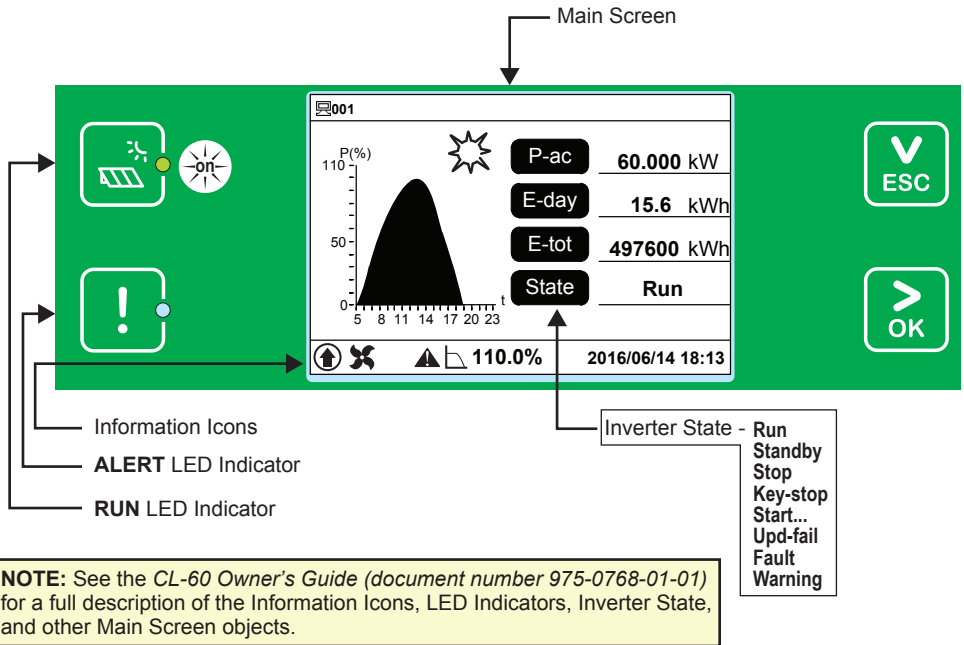 Main Screen
001
P(%)
110
50
0
5 8 11 14 17 20 23
t
P-ac 60.000 kW
E-day 15.6 kWh
E-tot 497600 kWh
State Run
110.0% 2016/06/14 18:13
on
!
ESC
OK
Information Icons
ALERT LED Indicator
RUN LED Indicator
Inverter State - Run
Standby
Stop
Key-stop
Start...
Upd-fail
Fault
Warning
NOTE: See the CL-60 Owner's Guide (document number 975-0768-01-01)
for a full description of the Information Icons, LED Indicators, Inverter State,
and other Main Screen objects.